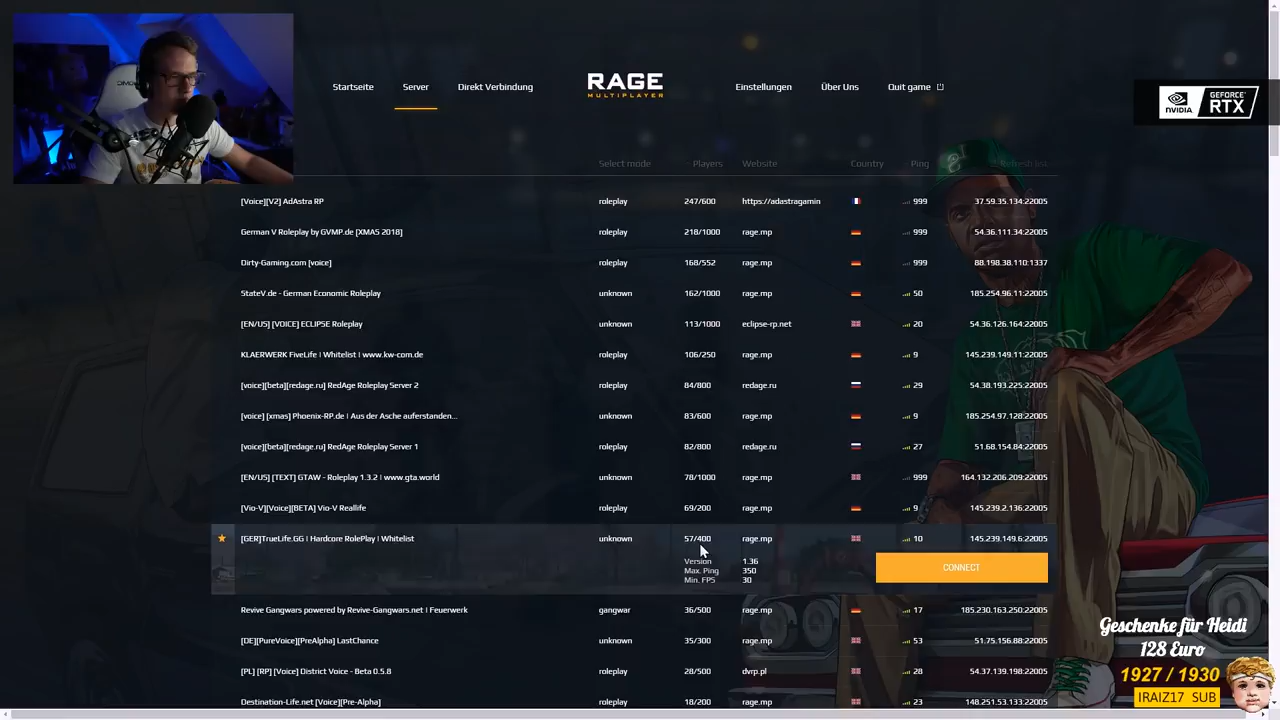 RAGE
MULTIPLAYER
Startseite Server Direkt Verbindung Einstellungen Über Uns Quit game
NVIDIA GEFORCE RTX
Select mode Players Website Country Ping Refresh list
[Voice][V2] AdAstra RP roleplay 247/600 https://adastragamin 999 37.59.35.134:22005
German V Roleplay by GVMP.de [XMAS 2018] roleplay 218/1000 rage.mp 999 54.36.111.34:22005
Dirty-Gaming.com [voice] roleplay 168/552 rage.mp 999 88.198.38.110:1337
StateV.de - German Economic Roleplay unknown 162/1000 rage.mp 50 185.254.96.11:22005
[EN/US] [VOICE] ECLIPSE Roleplay unknown 113/1000 eclipse-rp.net 20 54.36.126.164:22005
KLAERWERK FiveLife | Whitelist | www.kw-com.de roleplay 106/250 rage.mp 9 145.239.149.11:22005
[voice][beta][redage.ru] RedAge Roleplay Server 2 roleplay 84/800 redage.ru 29 54.38.193.225:22005
[voice] [xmas] Phoenix-RP.de | Aus der Asche auferstanden... unknown 83/600 rage.mp 9 185.254.97.128:22005
[voice][beta][redage.ru] RedAge Roleplay Server 1 roleplay 82/800 redage.ru 27 51.68.154.84:22005
[EN/US] [TEXT] GTAW - Roleplay 1.3.2 | www.gta.world unknown 78/1000 rage.mp 999 164.132.206.209:22005
[Vio-V][Voice][BETA] Vio-V Reallife roleplay 69/200 rage.mp 9 145.239.2.136:22005
[GER]TrueLife.GG | Hardcore RolePlay | Whitelist unknown 57/400 rage.mp 10 145.239.149.6:22005
Version 1.36
Max. Ping 350
Min. FPS 30
CONNECT
Revive Gangwars powered by Revive-Gangwars.net | Feuerwerk gangwar 36/500 rage.mp 17 185.230.163.250:22005
[DE][PureVoice][PreAlpha] LastChance unknown 35/300 rage.mp 53 51.75.156.88:22005
[PL] [RP] [Voice] District Voice - Beta 0.5.8 roleplay 28/500 dvrp.pl 28 54.37.139.198:22005
Destination-Life.net [Voice][Pre-Alpha] roleplay 18/200 rage.mp 23 148.251.53.133:22005
Geschenke für Heidi
128 Euro
1927 / 1930
IRAIZ17 SUB